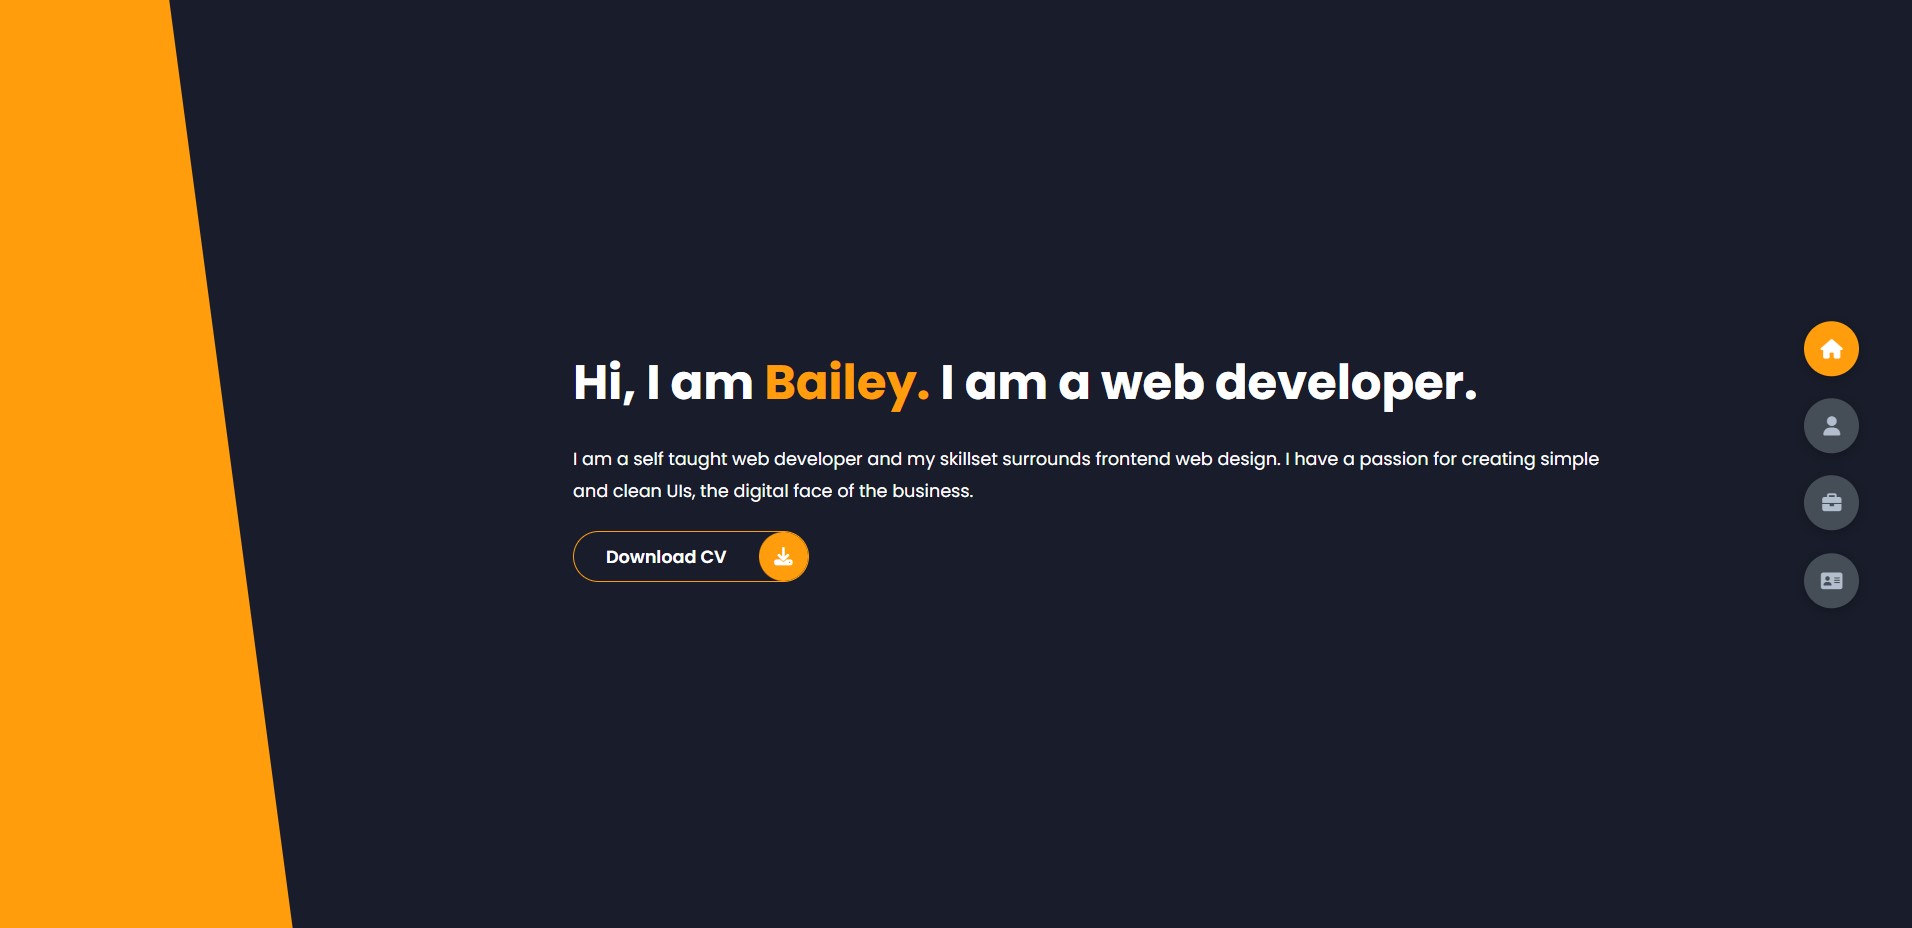 Hi, I am Bailey. I am a web developer.
I am a self taught web developer and my skillset surrounds frontend web design. I have a passion for creating simple
and clean UIs, the digital face of the business.
Download CV